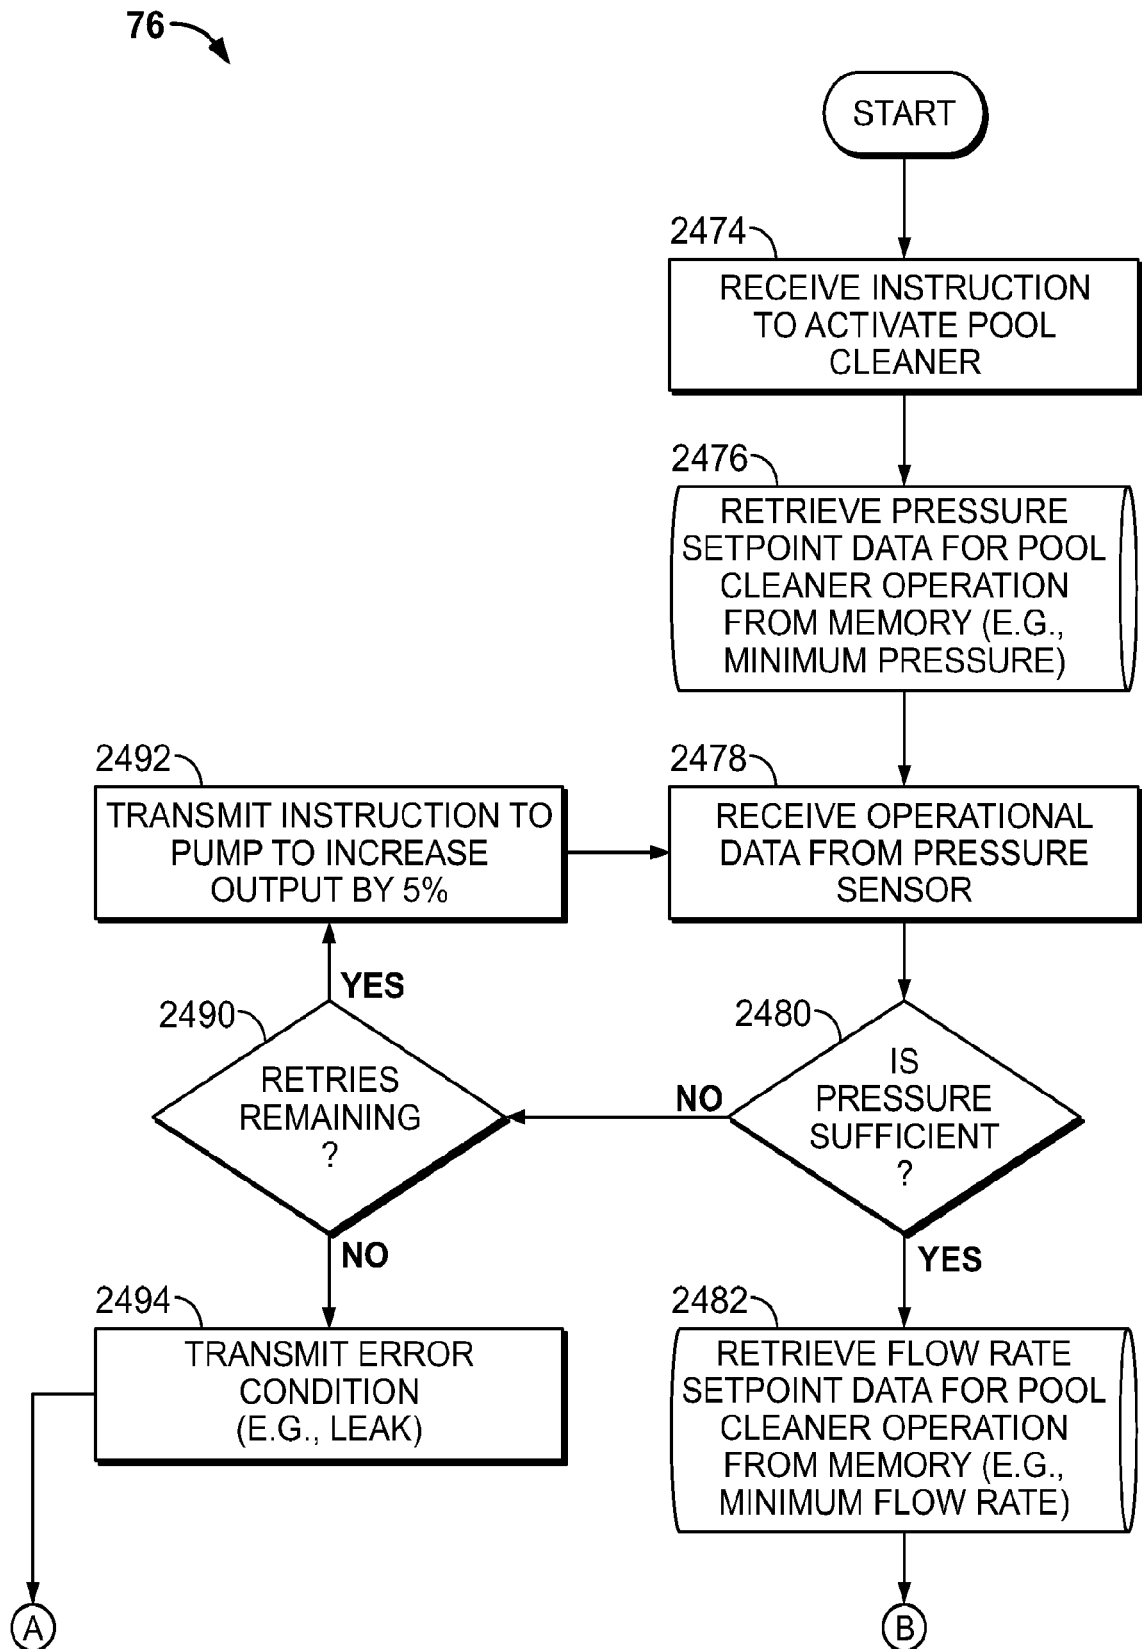 76
START
2474
RECEIVE INSTRUCTION
TO ACTIVATE POOL
CLEANER
2476
RETRIEVE PRESSURE
SETPOINT DATA FOR POOL
CLEANER OPERATION
FROM MEMORY (E.G.,
MINIMUM PRESSURE)
2492
TRANSMIT INSTRUCTION TO
PUMP TO INCREASE
OUTPUT BY 5%
2478
RECEIVE OPERATIONAL
DATA FROM PRESSURE
SENSOR
YES
2490
RETRIES
REMAINING
?
NO
2480
IS
PRESSURE
SUFFICIENT
?
NO
YES
2494
TRANSMIT ERROR
CONDITION
(E.G., LEAK)
2482
RETRIEVE FLOW RATE
SETPOINT DATA FOR POOL
CLEANER OPERATION
FROM MEMORY (E.G.,
MINIMUM FLOW RATE)
A
B